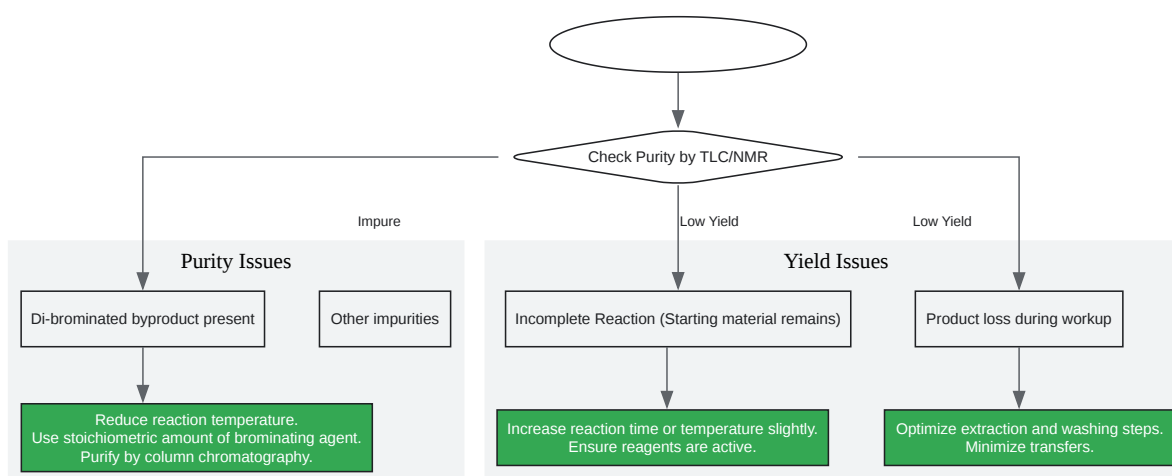 Check Purity by TLC/NMR
Impure
Low Yield
Low Yield
Purity Issues
Yield Issues
Di-brominated byproduct present
Other impurities
Incomplete Reaction (Starting material remains)
Product loss during workup
Reduce reaction temperature.
Use stoichiometric amount of brominating agent.
Purify by column chromatography.
Increase reaction time or temperature slightly.
Ensure reagents are active.
Optimize extraction and washing steps.
Minimize transfers.